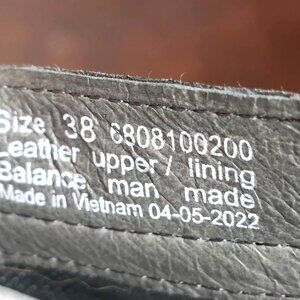 Size 38 6808100200
Leather upper / lining
Balance man made
Made in Vietnam 04-05-2022